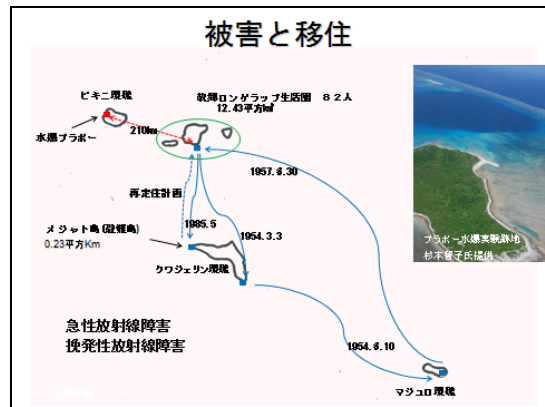 被害と移住
ビキニ環礁
故郷ロンゲラップ生活圏 82人
12.43平方㎢
水爆ブラボー
210km
1957.6.30
再定住計画
1985.5
1954.3.3
メジャト島(避難島)
0.23平方Km
クワジェリン環礁
ブラボー水爆実験跡地
杉本智子氏提供
急性放射線障害
挽発性放射線障害
1954.6.10
マジュロ環礁